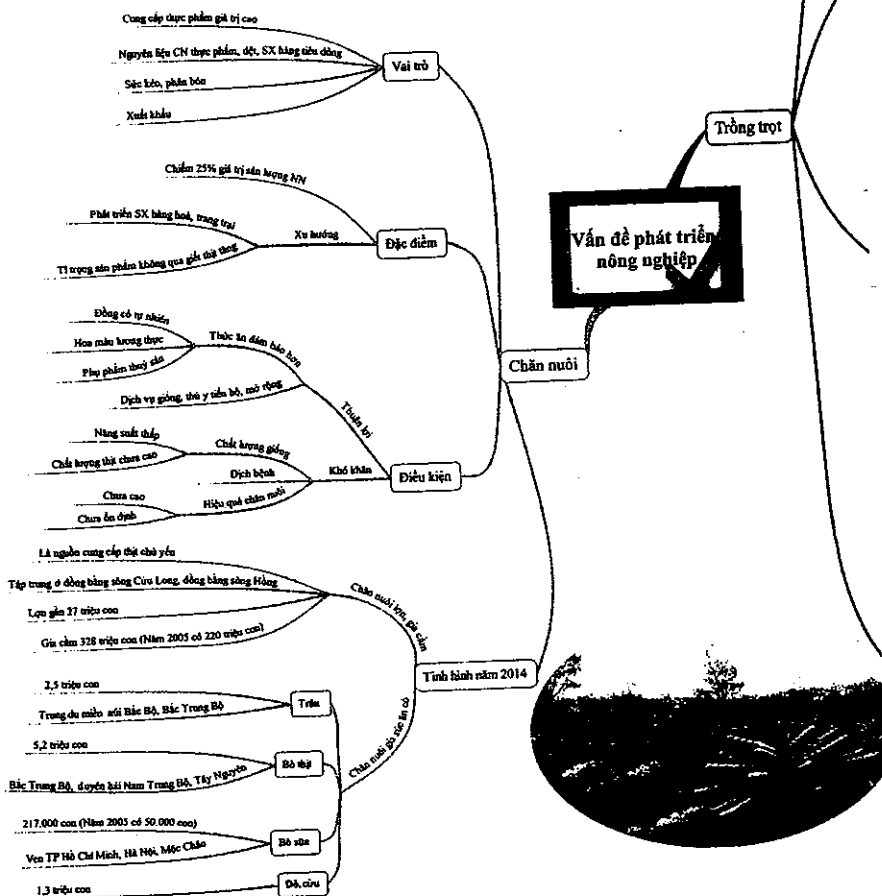 Cung cấp thực phẩm giá trị cao
Nguyên liệu CN thực phẩm, dệt, SX hàng tiêu dùng
Sức kéo, phân bón
Xuất khẩu
Vai trò
Trồng trọt
Vấn đề phát triển
nông nghiệp
Chiếm 25% giá trị sản lượng NN
Phát triển SX hàng hoá, trang trại
Tỉ trọng sản phẩm không qua giết thịt tăng
Xu hướng
Đặc điểm
Chăn nuôi
Đồng cỏ tự nhiên
Hoa màu lương thực
Phụ phẩm thuỷ sản
Thức ăn đảm bảo hơn
Dịch vụ giống, thú y tiến bộ, mở rộng
Thuận lợi
Năng suất thấp
Chất lượng thịt chưa cao
Chất lượng giống
Dịch bệnh
Chưa cao
Chưa ổn định
Hiệu quả chăn nuôi
Khó khăn
Điều kiện
Là nguồn cung cấp thịt chủ yếu
Tập trung ở đồng bằng sông Cửu Long, đồng bằng sông Hồng
Lợn gần 27 triệu con
Gia cầm 328 triệu con (Năm 2005 có 220 triệu con)
Chăn nuôi lợn, gia cầm
Tình hình năm 2014
2,5 triệu con
Trung du miền núi Bắc Bộ, Bắc Trung Bộ
Trâu
5,2 triệu con
Bắc Trung Bộ, duyên hải Nam Trung Bộ, Tây Nguyên
Bò thịt
Chăn nuôi gia súc ăn cỏ
217.000 con (Năm 2005 có 50.000 con)
Ven TP Hồ Chí Minh, Hà Nội, Mộc Châu
Bò sữa
1,3 triệu con
Dê, cừu